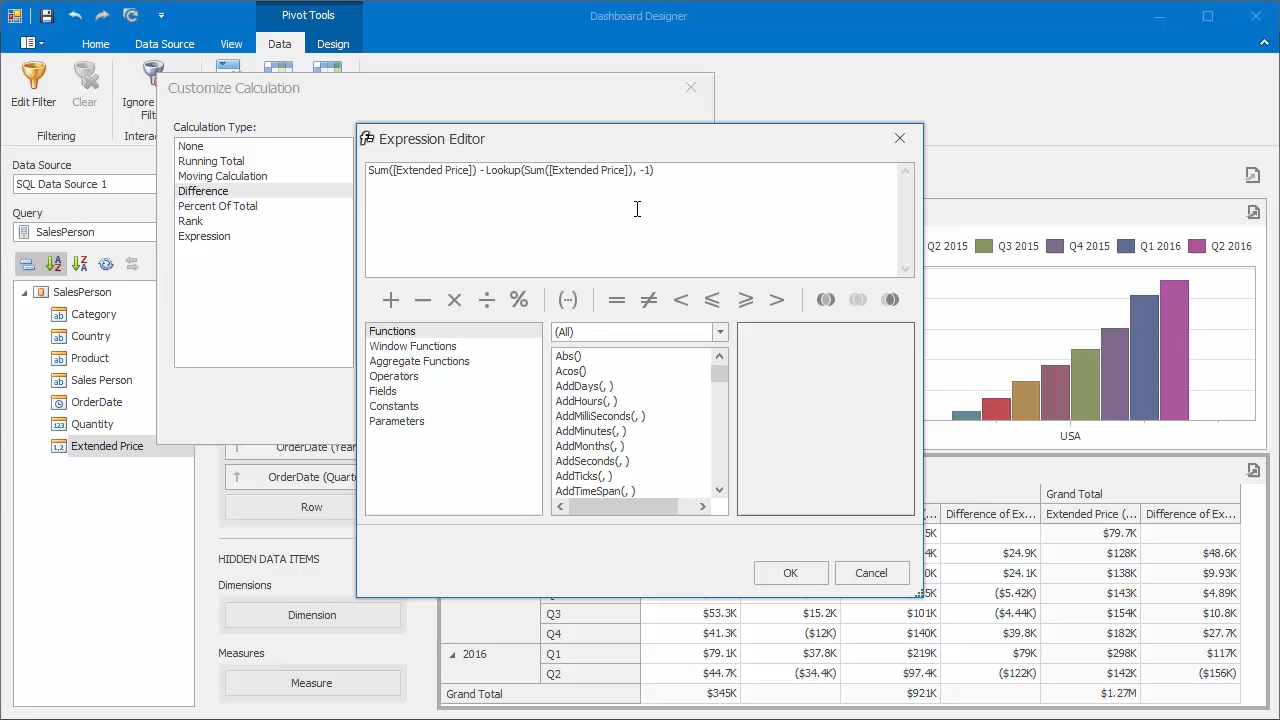 Pivot Tools
Dashboard Designer
Home
Data Source
View
Data
Design
Edit Filter
Clear
Ignore
Filtering
Customize Calculation
Calculation Type:
None
Running Total
Moving Calculation
Difference
Percent Of Total
Rank
Expression
Expression Editor
Sum([Extended Price]) - Lookup(Sum([Extended Price]), -1)
Functions
Window Functions
Aggregate Functions
Operators
Fields
Constants
Parameters
(All)
Abs()
Acos()
AddDays(, )
AddHours(, )
AddMilliSeconds(, )
AddMinutes(, )
AddMonths(, )
AddSeconds(, )
AddTicks(, )
AddTimeSpan(, )
OK
Cancel
Data Source
SQL Data Source 1
Query
SalesPerson
SalesPerson
Category
Country
Product
Sales Person
OrderDate
Quantity
Extended Price
OrderDate (Year
OrderDate (Quart
Row
HIDDEN DATA ITEMS
Dimensions
Dimension
Measures
Measure
Q2 2015 Q3 2015 Q4 2015 Q1 2016 Q2 2016
USA
Grand Total
Difference of Ex... Extended Price (... Difference of Ex...
5K $79.7K
4K $24.9K $128K $48.6K
0K $24.1K $138K $9.93K
5K ($5.42K) $143K $4.89K
Q3 $53.3K $15.2K $101K ($4.44K) $154K $10.8K
Q4 $41.3K ($12K) $140K $39.8K $182K $27.7K
2016 Q1 $79.1K $37.8K $219K $79K $298K $117K
Q2 $44.7K ($34.4K) $97.4K ($122K) $142K ($156K)
Grand Total $345K $921K $1.27M